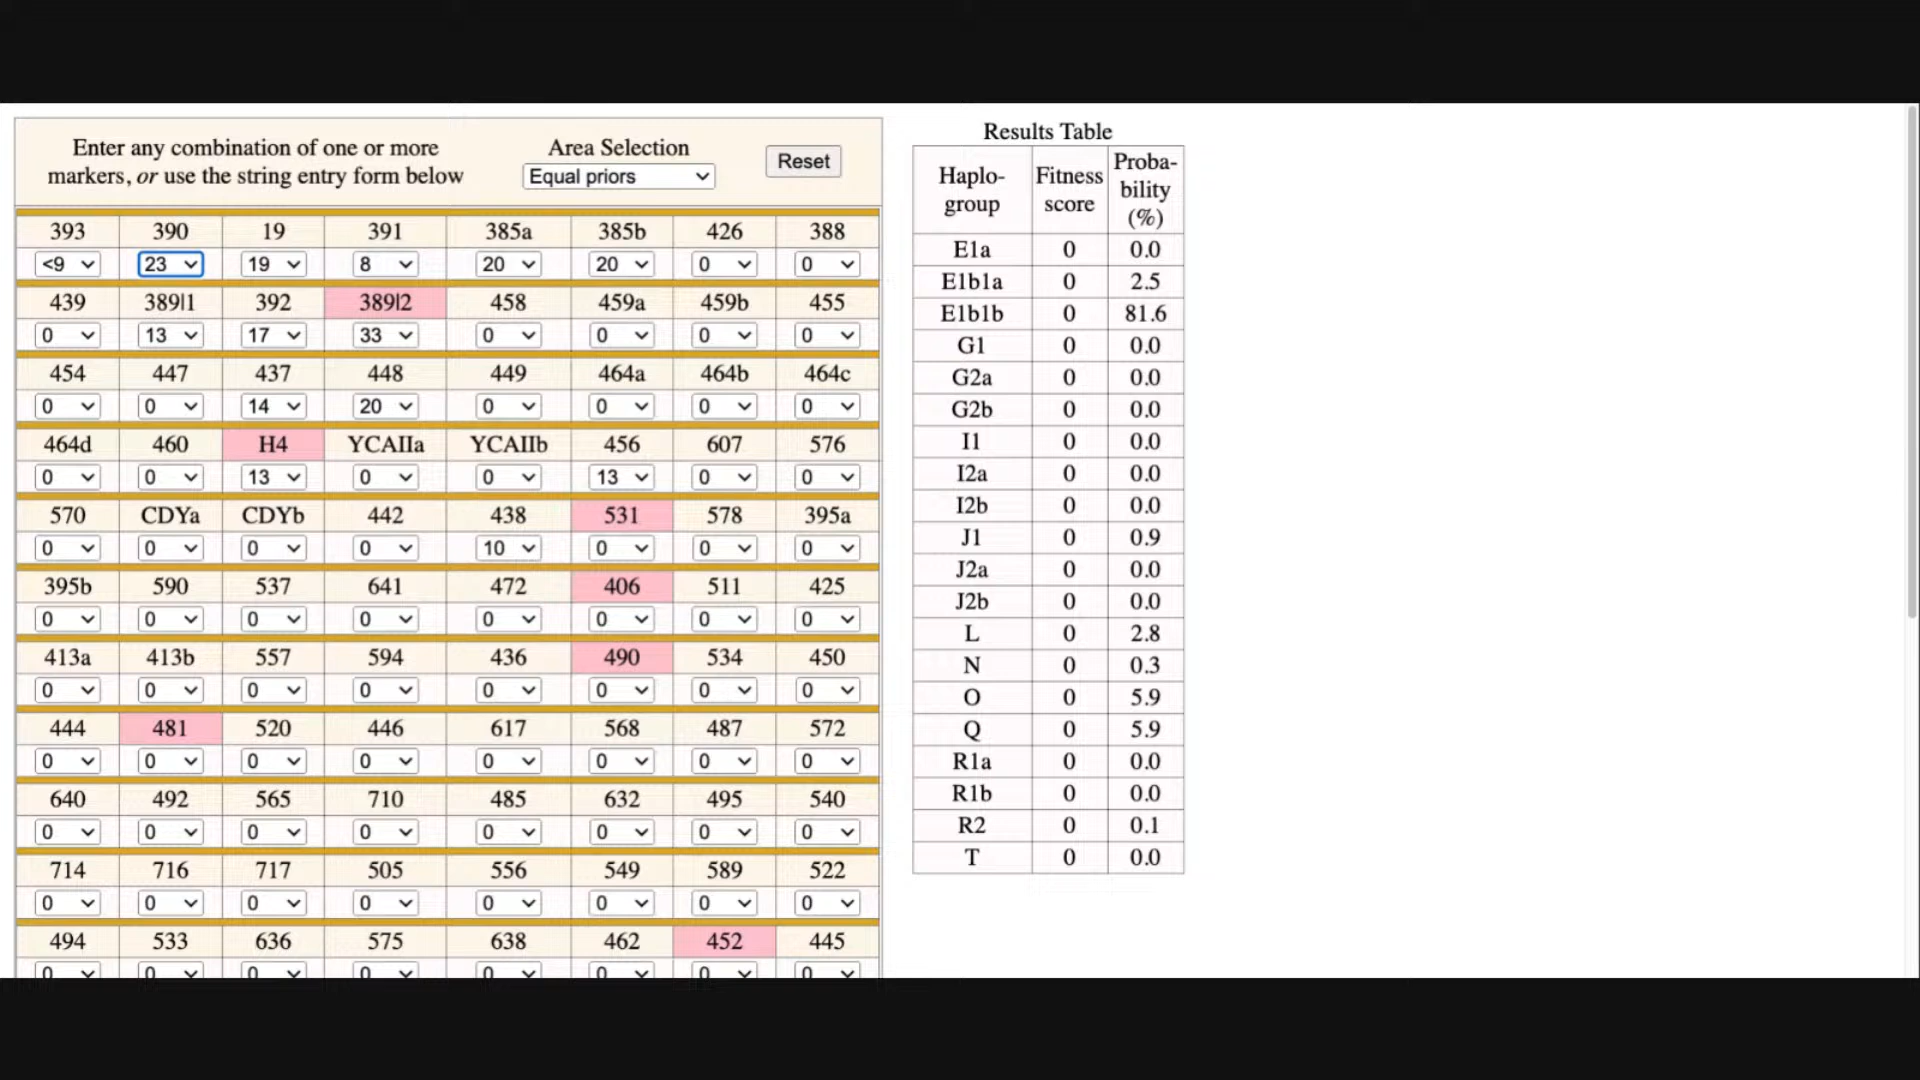 Enter any combination of one or more
markers, or use the string entry form below
Area Selection
Equal priors
Reset
393 390 19 391 385a 385b 426 388
<9 23 19 8 20 20 0 0
439 389|1 392 389|2 458 459a 459b 455
0 13 17 33 0 0 0 0
454 447 437 448 449 464a 464b 464c
0 0 14 20 0 0 0 0
464d 460 H4 YCAIIa YCAIIb 456 607 576
0 0 13 0 0 13 0 0
570 CDYa CDYb 442 438 531 578 395a
0 0 0 0 10 0 0 0
395b 590 537 641 472 406 511 425
0 0 0 0 0 0 0 0
413a 413b 557 594 436 490 534 450
0 0 0 0 0 0 0 0
444 481 520 446 617 568 487 572
0 0 0 0 0 0 0 0
640 492 565 710 485 632 495 540
0 0 0 0 0 0 0 0
714 716 717 505 556 549 589 522
0 0 0 0 0 0 0 0
494 533 636 575 638 462 452 445
0 0 0 0 0 0 0 0
Results Table
Haplo-
group
Fitness
score
Proba-
bility
(%)
E1a 0 0.0
E1b1a 0 2.5
E1b1b 0 81.6
G1 0 0.0
G2a 0 0.0
G2b 0 0.0
I1 0 0.0
I2a 0 0.0
I2b 0 0.0
J1 0 0.9
J2a 0 0.0
J2b 0 0.0
L 0 2.8
N 0 0.3
O 0 5.9
Q 0 5.9
R1a 0 0.0
R1b 0 0.0
R2 0 0.1
T 0 0.0